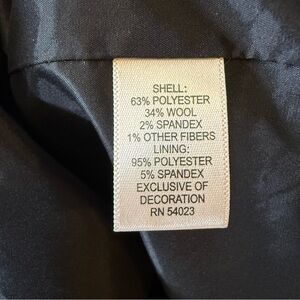 SHELL:
63% POLYESTER
34% WOOL
2% SPANDEX
1% OTHER FIBERS
LINING:
95% POLYESTER
5% SPANDEX
EXCLUSIVE OF
DECORATION
RN 54023